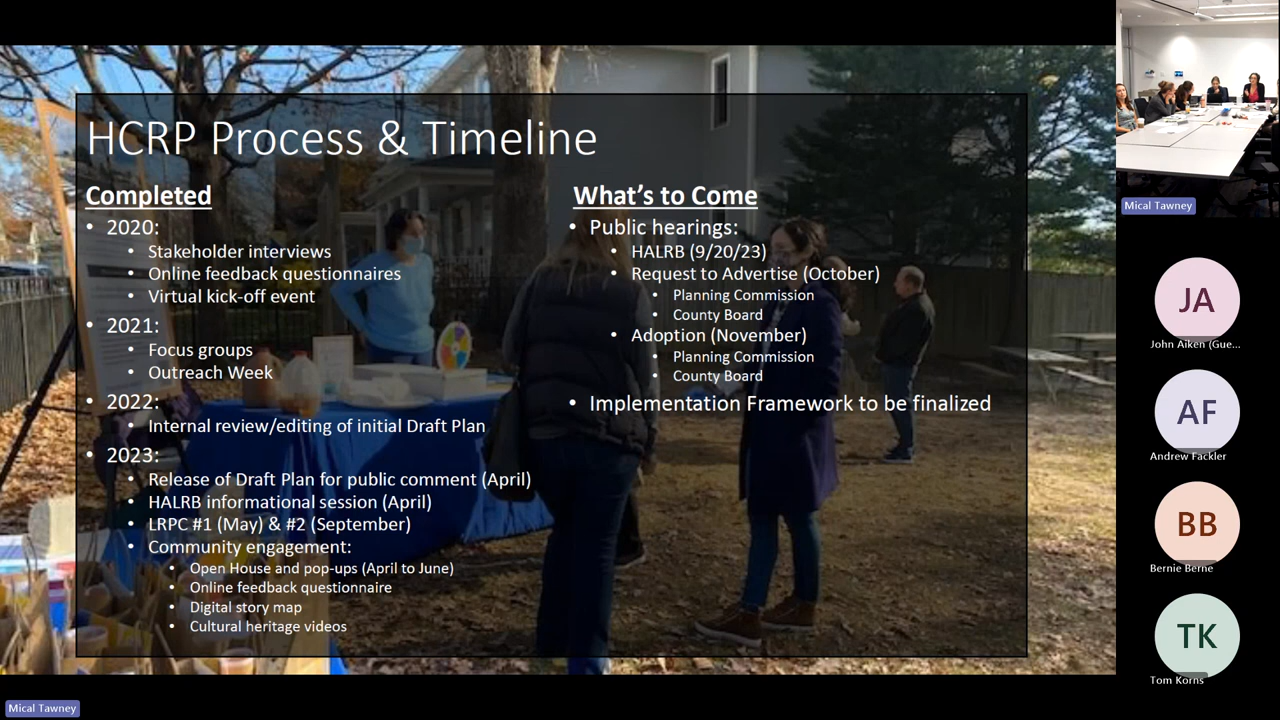 HCRP Process & Timeline
Completed
• 2020:
• Stakeholder interviews
• Online feedback questionnaires
• Virtual kick-off event
• 2021:
• Focus groups
• Outreach Week
• 2022:
• Internal review/editing of initial Draft Plan
• 2023:
• Release of Draft Plan for public comment (April)
• HALRB informational session (April)
• LRPC #1 (May) & #2 (September)
• Community engagement:
• Open House and pop-ups (April to June)
• Online feedback questionnaire
• Digital story map
• Cultural heritage videos
What's to Come
• Public hearings:
• HALRB (9/20/23)
• Request to Advertise (October)
• Planning Commission
• County Board
• Adoption (November)
• Planning Commission
• County Board
• Implementation Framework to be finalized
Mical Tawney
JA
John Aiken (Gue...
AF
Andrew Fackler
BB
Bernie Berne
TK
Tom Korns
Mical Tawney